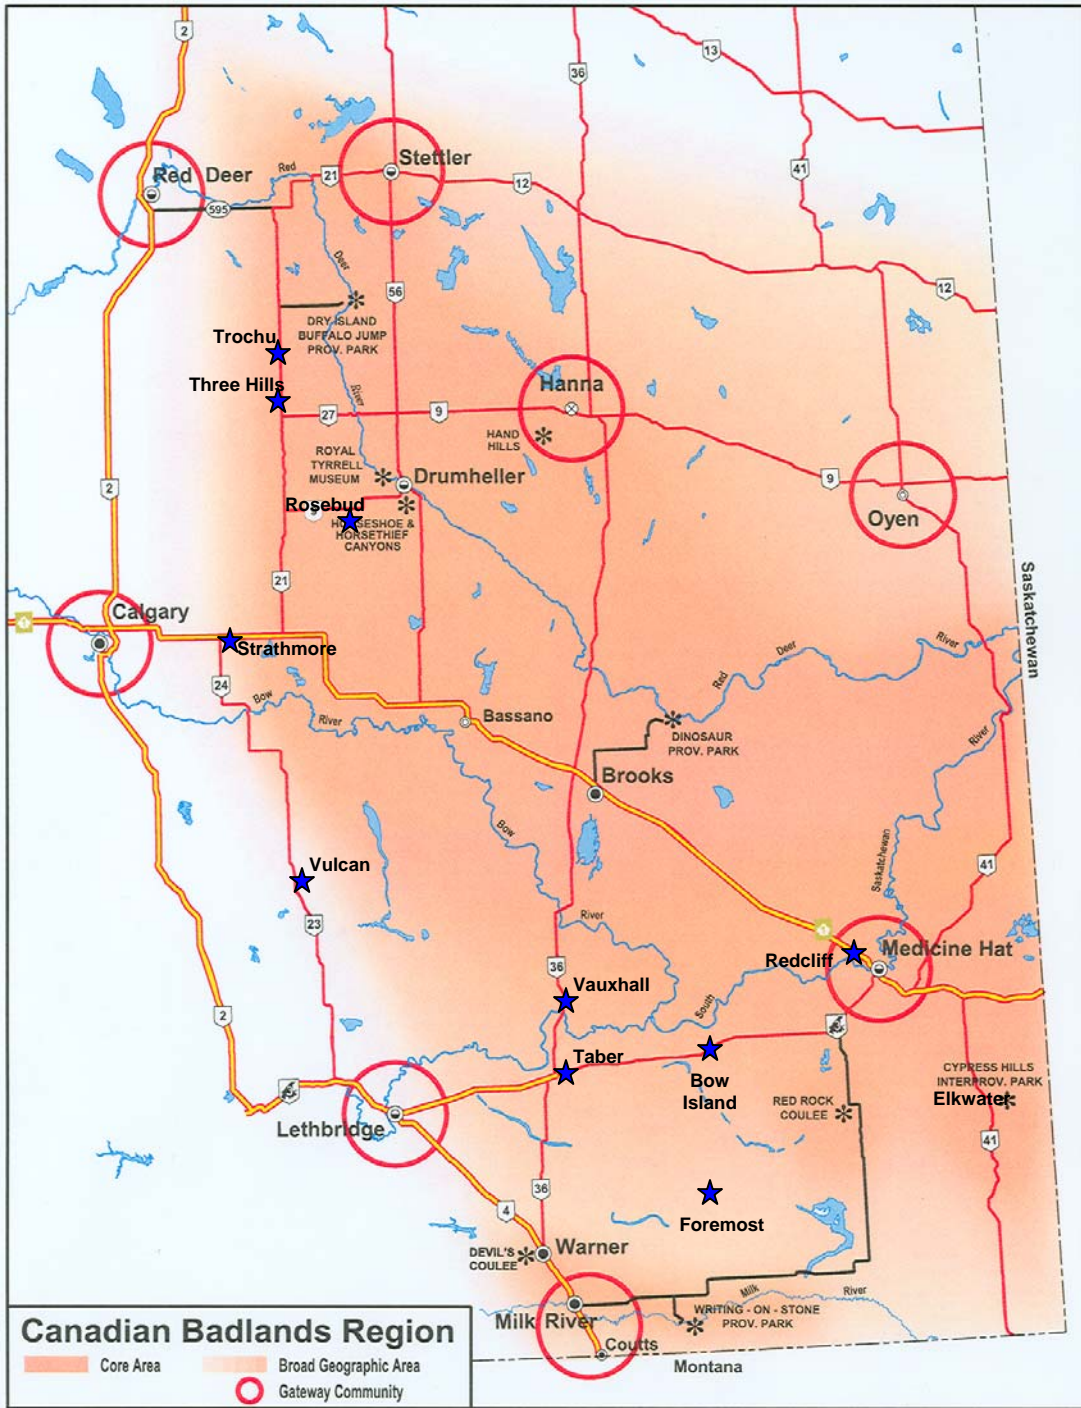 2
13
36
41
Red Deer
Stettler
Red
21
12
595
Deer
12
56
DRY ISLAND
BUFFALO JUMP
PROV. PARK
Trochu
Three Hills
River
Hanna
27
9
HAND
HILLS
ROYAL
TYRRELL
MUSEUM
Drumheller
9
2
Oyen
Rosebud
HORSESHOE &
HORSETHIEF
CANYONS
21
Saskatchewan
Calgary
1
Strathmore
24
Bow
River
Bassano
Red
Deer
River
DINOSAUR
PROV. PARK
River
Brooks
Bow
Saskatchewan
Vulcan
41
23
River
1
Redcliff
Medicine Hat
36
Vauxhall
South
2
Taber
Bow
Island
CYPRESS HILLS
INTERPROV. PARK
Elkwater
RED ROCK
COULEE
Lethbridge
41
36
4
Foremost
DEVIL'S
COULEE
Warner
Milk
River
Milk River
WRITING - ON - STONE
PROV. PARK
Coutts
Montana
Canadian Badlands Region
Core Area
Broad Geographic Area
Gateway Community